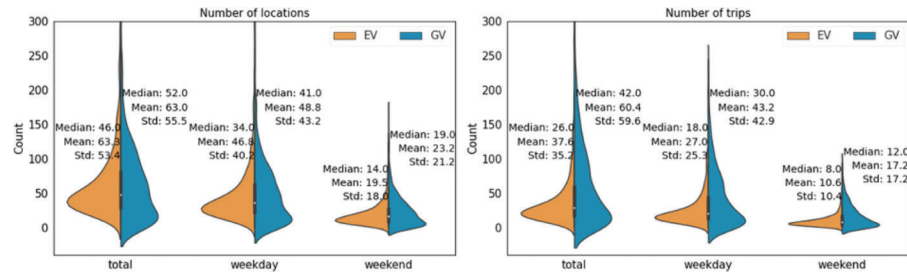 Number of locations
300
250
200
150
100
50
0
Count
EV GV
Median: 46.0
Mean: 63.3
Std: 53.4
Median: 52.0
Mean: 63.0
Std: 55.5
Median: 34.0
Mean: 46.8
Std: 40.2
Median: 41.0
Mean: 48.8
Std: 43.2
Median: 14.0
Mean: 19.5
Std: 18.0
Median: 19.0
Mean: 23.2
Std: 21.2
total weekday weekend
Number of trips
300
250
200
150
100
50
0
Count
EV GV
Median: 26.0
Mean: 37.6
Std: 35.2
Median: 42.0
Mean: 60.4
Std: 59.6
Median: 18.0
Mean: 27.0
Std: 25.3
Median: 30.0
Mean: 43.2
Std: 42.9
Median: 8.0
Mean: 10.6
Std: 10.4
Median: 12.0
Mean: 17.2
Std: 17.2
total weekday weekend